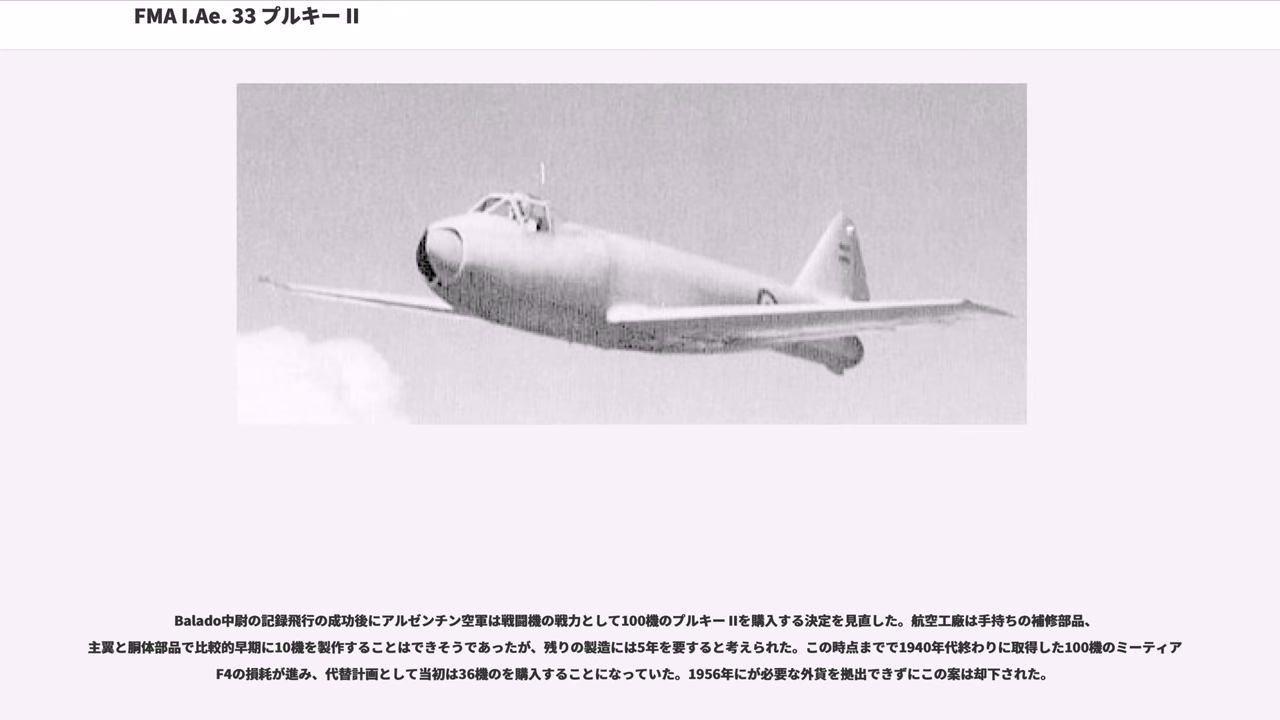 FMA I.Ae. 33 プルキー II
Balado中尉の記録飛行の成功後にアルゼンチン空軍は戦闘機の戦力として100機のプルキー IIを購入する決定を見直した。航空工廠は手持ちの補修部品、
主翼と胴体部品で比較的早期に10機を製作することはできそうであったが、残りの製造には5年を要すると考えられた。この時点までで1940年代終わりに取得した100機のミーティア
F4の損耗が進み、代替計画として当初は36機のを購入することになっていた。1956年にが必要な外貨を拠出できずにこの案は却下された。